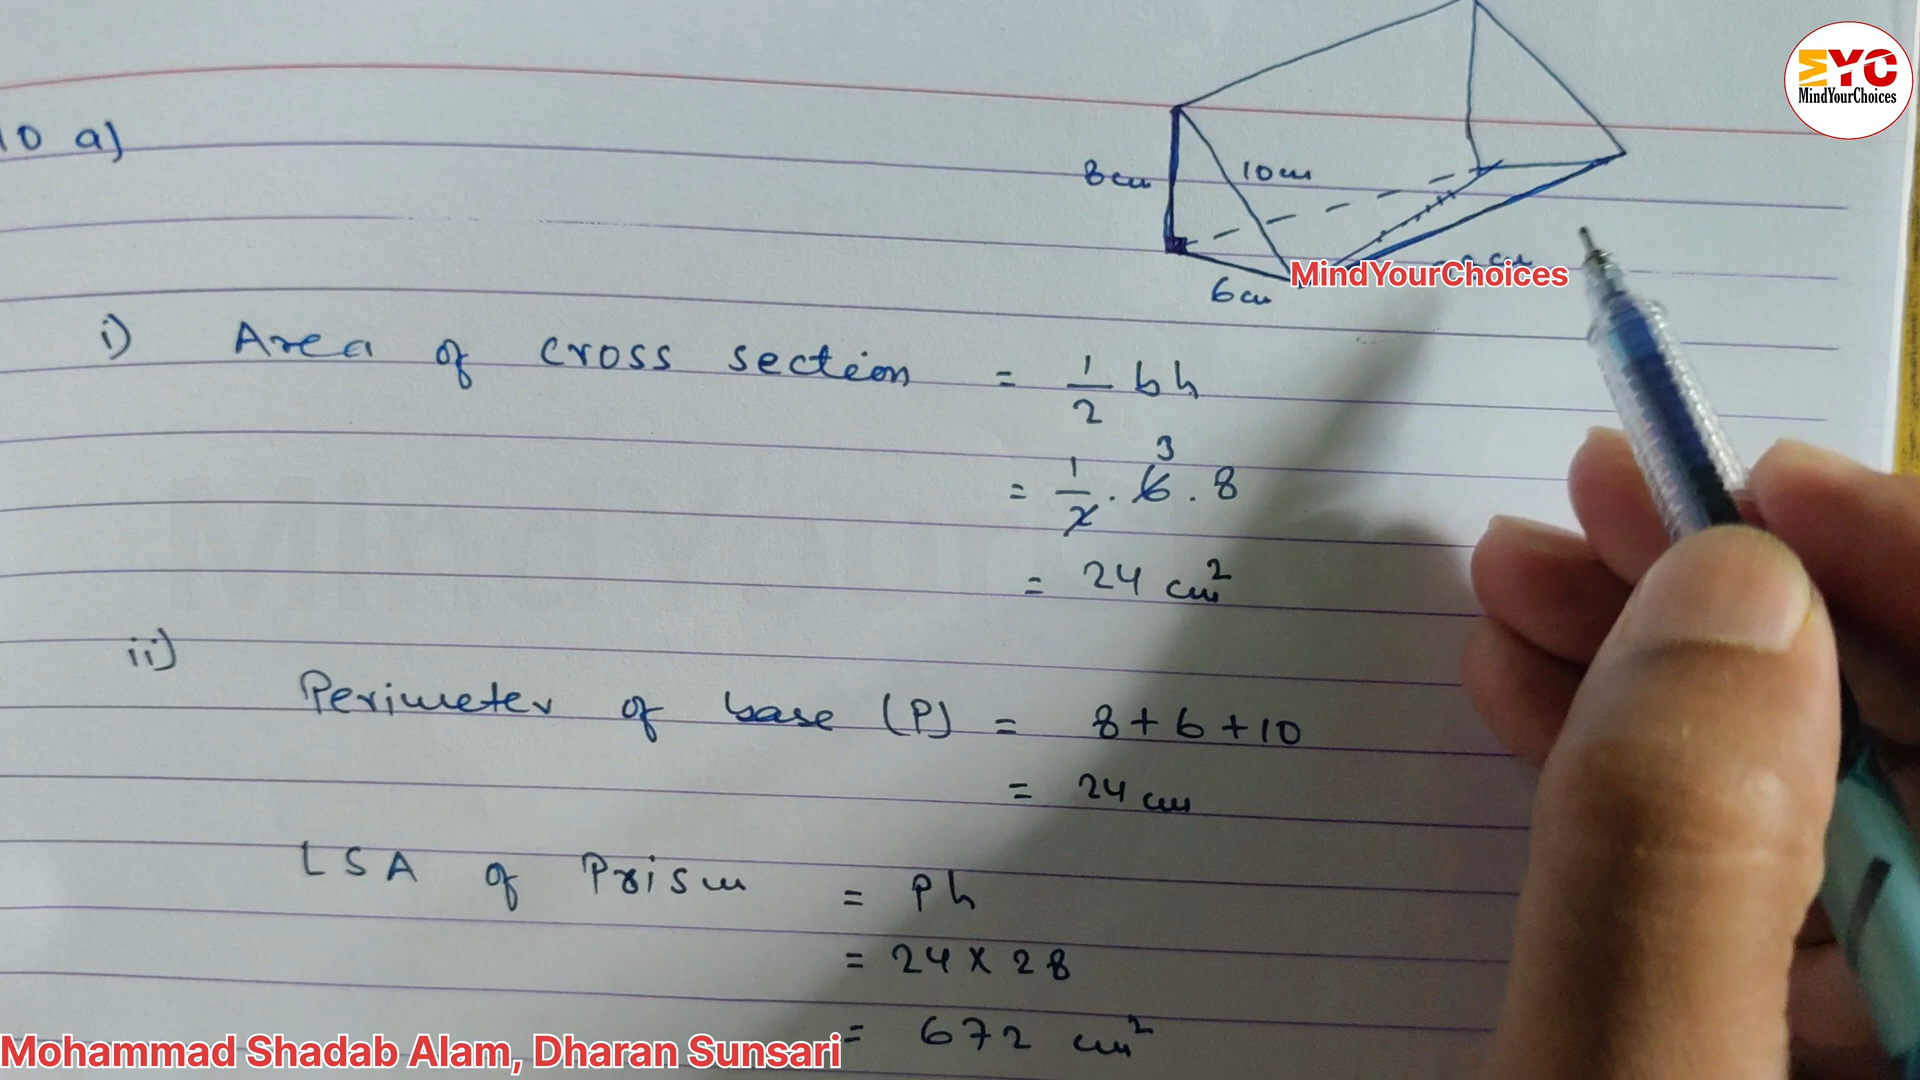 MYC
MindYourChoices
10 a)
8cm
10cm
6cm
MindYourChoices
i) Area of cross section = 1/2 bh
= 1/2 . 6 . 8
3
= 24 cm²
ii)
Perimeter of base (P) = 8 + 6 + 10
= 24 cm
LSA of Prism = Ph
= 24 x 28
= 672 cm²
Mohammad Shadab Alam, Dharan Sunsari